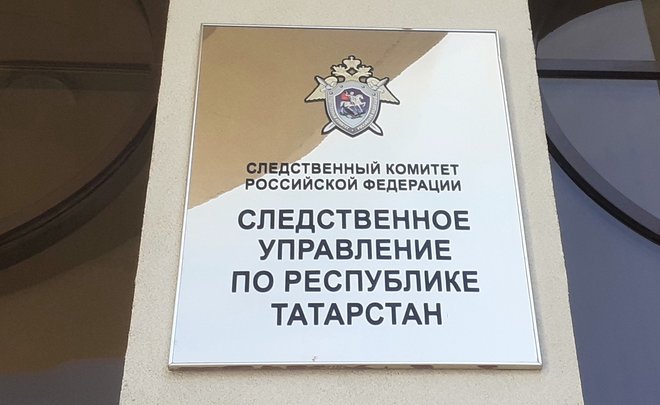 СЛЕДСТВЕННЫЙ КОМИТЕТ
РОССИЙСКОЙ ФЕДЕРАЦИИ
СЛЕДСТВЕННОЕ
УПРАВЛЕНИЕ
ПО РЕСПУБЛИКЕ
ТАТАРСТАН